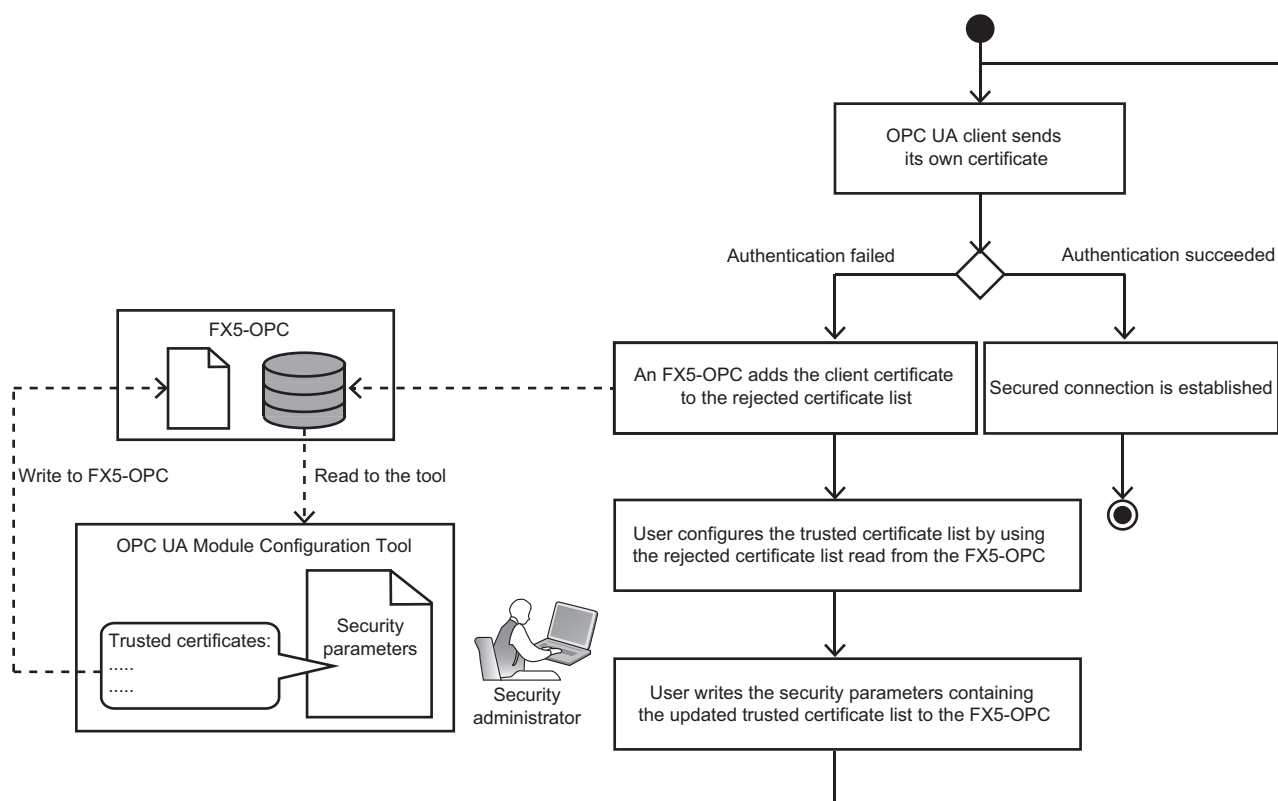 OPC UA client sends
its own certificate
Authentication failed
Authentication succeeded
FX5-OPC
An FX5-OPC adds the client certificate
to the rejected certificate list
Secured connection is established
Write to FX5-OPC
Read to the tool
User configures the trusted certificate list by using
the rejected certificate list read from the FX5-OPC
OPC UA Module Configuration Tool
Trusted certificates:
.....
.....
Security
parameters
Security
administrator
User writes the security parameters containing
the updated trusted certificate list to the FX5-OPC